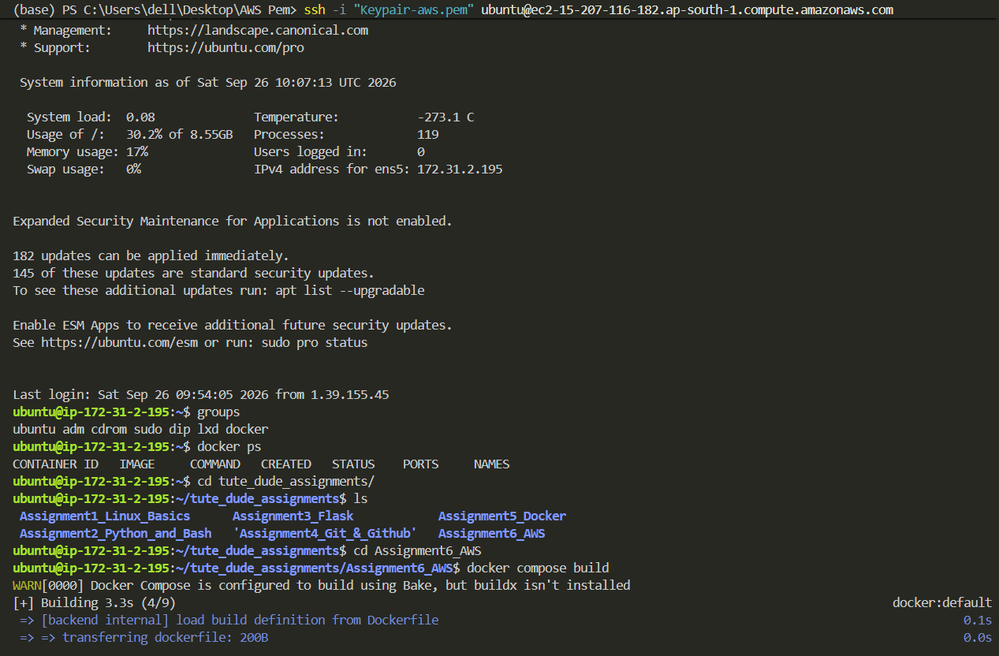 (base) PS C:\Users\dell\Desktop\AWS Pem> ssh -i "Keypair-aws.pem" ubuntu@ec2-15-207-116-182.ap-south-1.compute.amazonaws.com
* Management:     https://landscape.canonical.com
* Support:        https://ubuntu.com/pro
System information as of Sat Sep 26 10:07:13 UTC 2026
System load:  0.08              Temperature:           -273.1 C
Usage of /:   30.2% of 8.55GB   Processes:             119
Memory usage: 17%               Users logged in:       0
Swap usage:   0%                IPv4 address for ens5: 172.31.2.195
Expanded Security Maintenance for Applications is not enabled.
182 updates can be applied immediately.
145 of these updates are standard security updates.
To see these additional updates run: apt list --upgradable
Enable ESM Apps to receive additional future security updates.
See https://ubuntu.com/esm or run: sudo pro status
Last login: Sat Sep 26 09:54:05 2026 from 1.39.155.45
ubuntu@ip-172-31-2-195:~$ groups
ubuntu adm cdrom sudo dip lxd docker
ubuntu@ip-172-31-2-195:~$ docker ps
CONTAINER ID   IMAGE     COMMAND   CREATED   STATUS    PORTS     NAMES
ubuntu@ip-172-31-2-195:~$ cd tute_dude_assignments/
ubuntu@ip-172-31-2-195:~/tute_dude_assignments$ ls
Assignment1_Linux_Basics      Assignment3_Flask            Assignment5_Docker
Assignment2_Python_and_Bash  'Assignment4_Git_&_Github'   Assignment6_AWS
ubuntu@ip-172-31-2-195:~/tute_dude_assignments$ cd Assignment6_AWS
ubuntu@ip-172-31-2-195:~/tute_dude_assignments/Assignment6_AWS$ docker compose build
WARN[0000] Docker Compose is configured to build using Bake, but buildx isn't installed
[+] Building 3.3s (4/9)                                                        docker:default
=> [backend internal] load build definition from Dockerfile                              0.1s
=> => transferring dockerfile: 200B                                                      0.0s